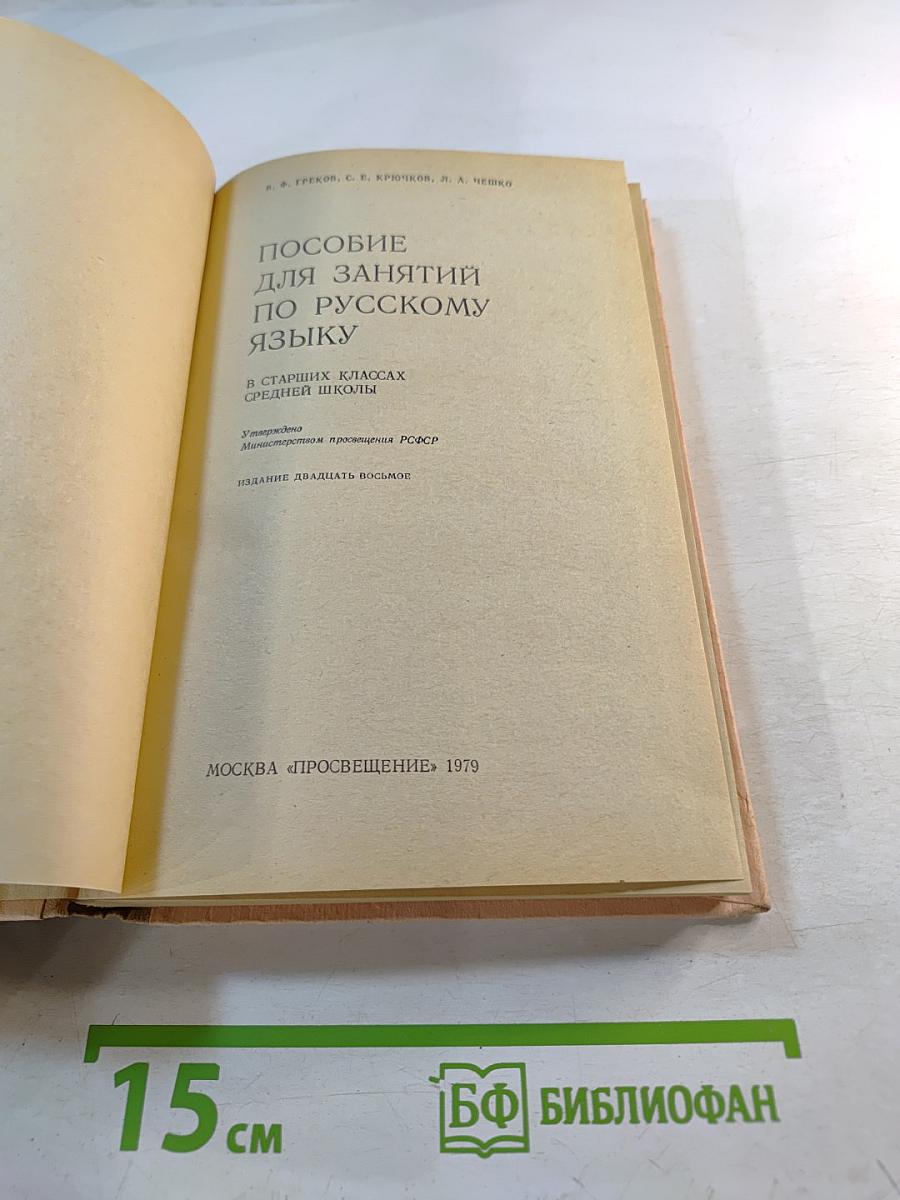 В. Ф. ГРЕКОВ, С. Е. КРЮЧКОВ, Л. А. ЧЕШКО
ПОСОБИЕ
ДЛЯ ЗАНЯТИЙ
ПО РУССКОМУ
ЯЗЫКУ
В СТАРШИХ КЛАССАХ
СРЕДНЕЙ ШКОЛЫ
Утверждено
Министерством просвещения РСФСР
ИЗДАНИЕ ДВАДЦАТЬ ВОСЬМОЕ
МОСКВА «ПРОСВЕЩЕНИЕ» 1979
15 см
БФ БИБЛИОФАН